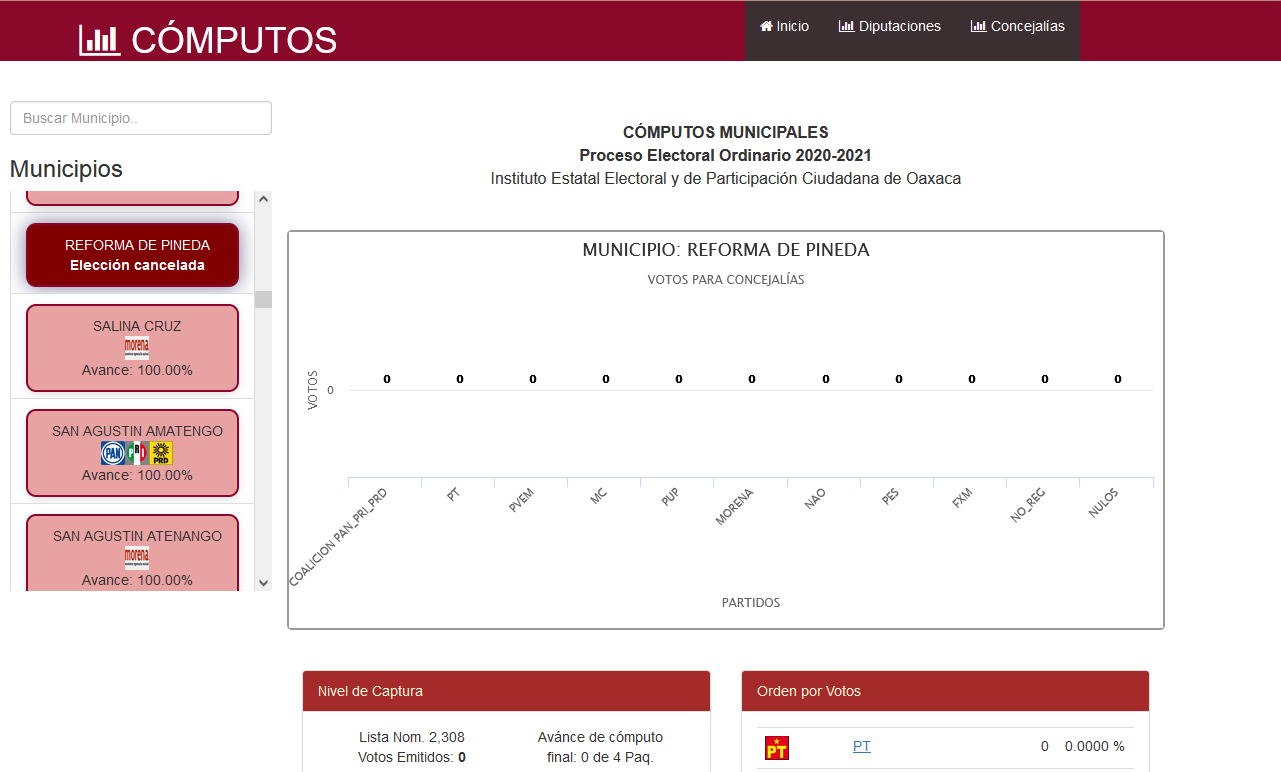 CÓMPUTOS
Inicio
Diputaciones
Concejalías
Buscar Municipio..
Municipios
REFORMA DE PINEDA
Elección cancelada
SALINA CRUZ
morena
Avance: 100.00%
SAN AGUSTIN AMATENGO
PAN PRI PRD
Avance: 100.00%
SAN AGUSTIN ATENANGO
morena
Avance: 100.00%
CÓMPUTOS MUNICIPALES
Proceso Electoral Ordinario 2020-2021
Instituto Estatal Electoral y de Participación Ciudadana de Oaxaca
MUNICIPIO: REFORMA DE PINEDA
VOTOS PARA CONCEJALÍAS
VOTOS
0
0 0 0 0 0 0 0 0 0 0 0
COALICION PAN_PRI_PRD
PT
PVEM
MC
PUP
MORENA
NAO
PES
FXM
NO_REG
NULOS
PARTIDOS
Nivel de Captura
Lista Nom. 2,308
Votos Emitidos: 0
Avánce de cómputo
final: 0 de 4 Paq.
Orden por Votos
PT PT 0 0.0000 %